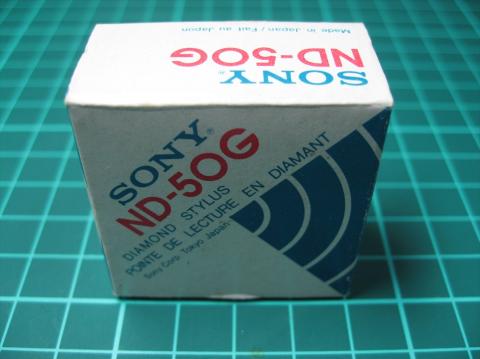 Made in Japan / Fait au Japon
ND-50G
SONY®
SONY®
ND-50G
DIAMOND STYLUS
POINTE DE LECTURE EN DIAMANT
Sony Corp. Tokyo Japan